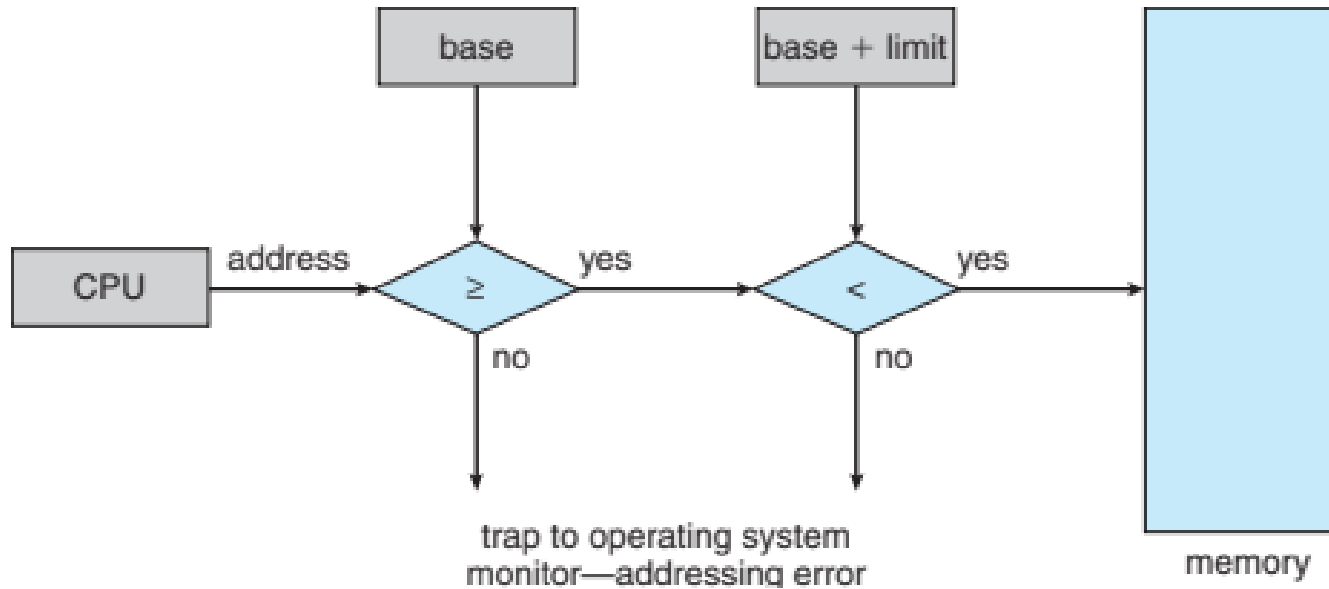 base
base + limit
CPU
address
≥
yes
<
yes
no
no
trap to operating system
monitor—addressing error
memory